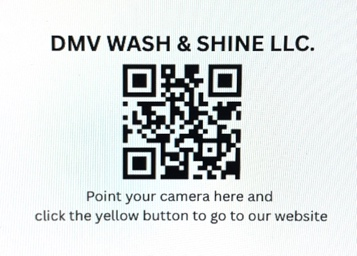 DMV WASH & SHINE LLC.
Point your camera here and
click the yellow button to go to our website